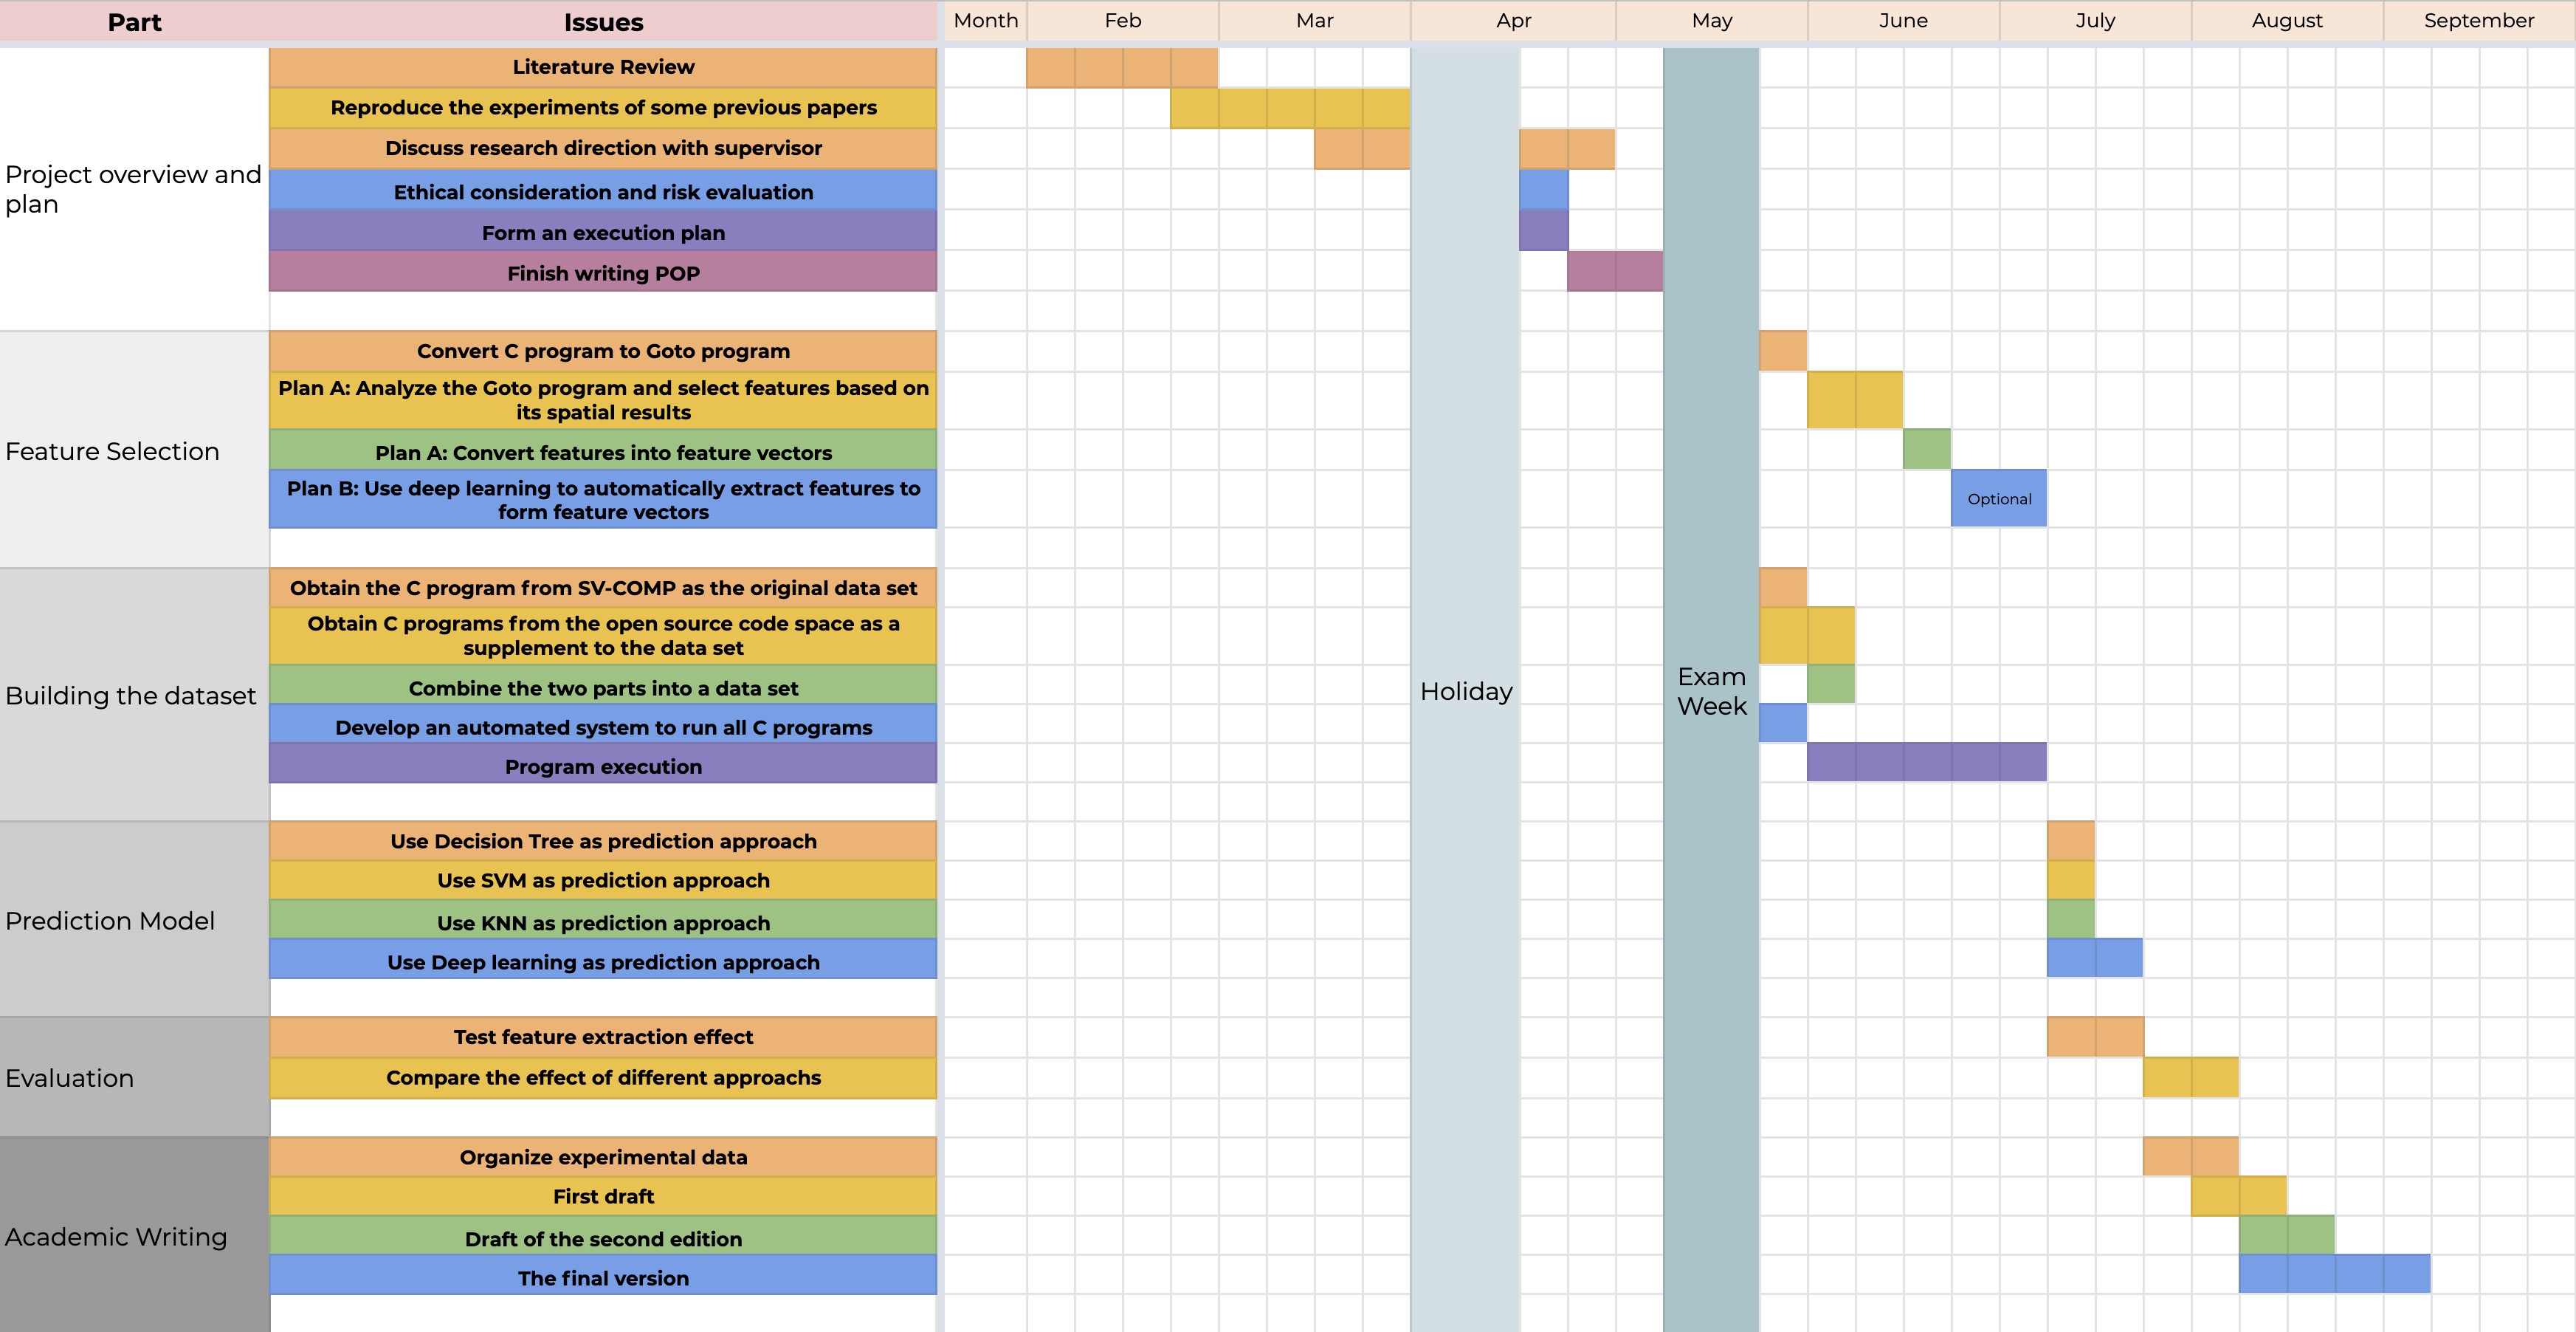 Part Issues Month Feb Mar Apr May June July August September
Project overview and
plan
Literature Review
Reproduce the experiments of some previous papers
Discuss research direction with supervisor
Ethical consideration and risk evaluation
Form an execution plan
Finish writing POP
Feature Selection
Convert C program to Goto program
Plan A: Analyze the Goto program and select features based on
its spatial results
Plan A: Convert features into feature vectors
Plan B: Use deep learning to automatically extract features to
form feature vectors
Optional
Building the dataset
Obtain the C program from SV-COMP as the original data set
Obtain C programs from the open source code space as a
supplement to the data set
Combine the two parts into a data set
Develop an automated system to run all C programs
Program execution
Holiday
Exam
Week
Prediction Model
Use Decision Tree as prediction approach
Use SVM as prediction approach
Use KNN as prediction approach
Use Deep learning as prediction approach
Evaluation
Test feature extraction effect
Compare the effect of different approachs
Academic Writing
Organize experimental data
First draft
Draft of the second edition
The final version